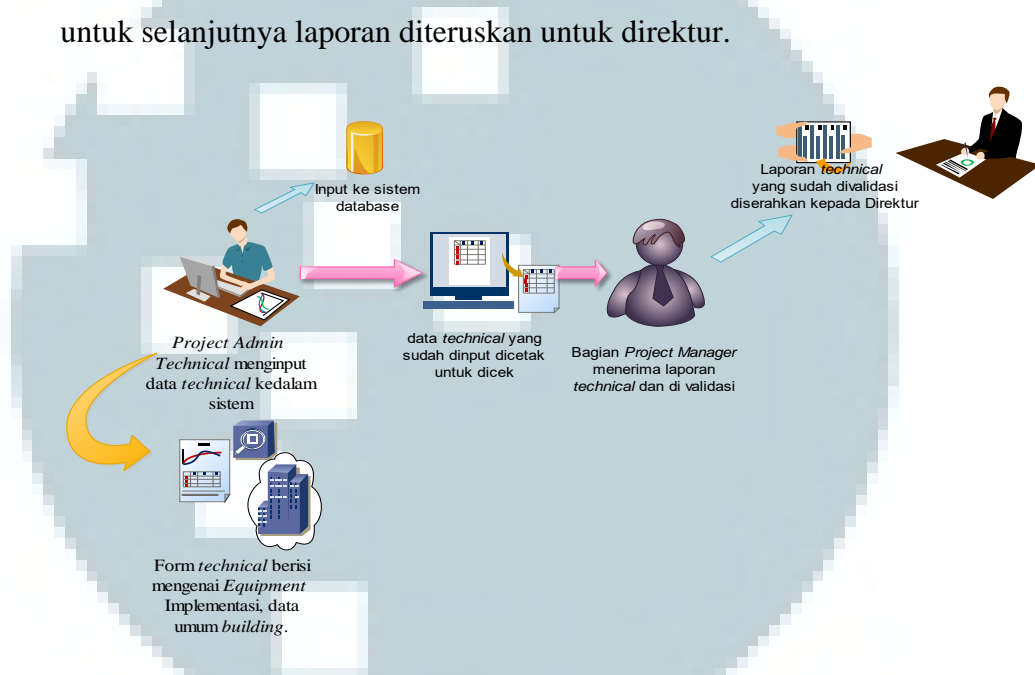 untuk selanjutnya laporan diteruskan untuk direktur.
Input ke sistem
database
Laporan technical
yang sudah divalidasi
diserahkan kepada Direktur
Project Admin
Technical menginput
data technical kedalam
sistem
data technical yang
sudah dinput dicetak
untuk dicek
Bagian Project Manager
menerima laporan
technical dan di validasi
Form technical berisi
mengenai Equipment
Implementasi, data
umum building.